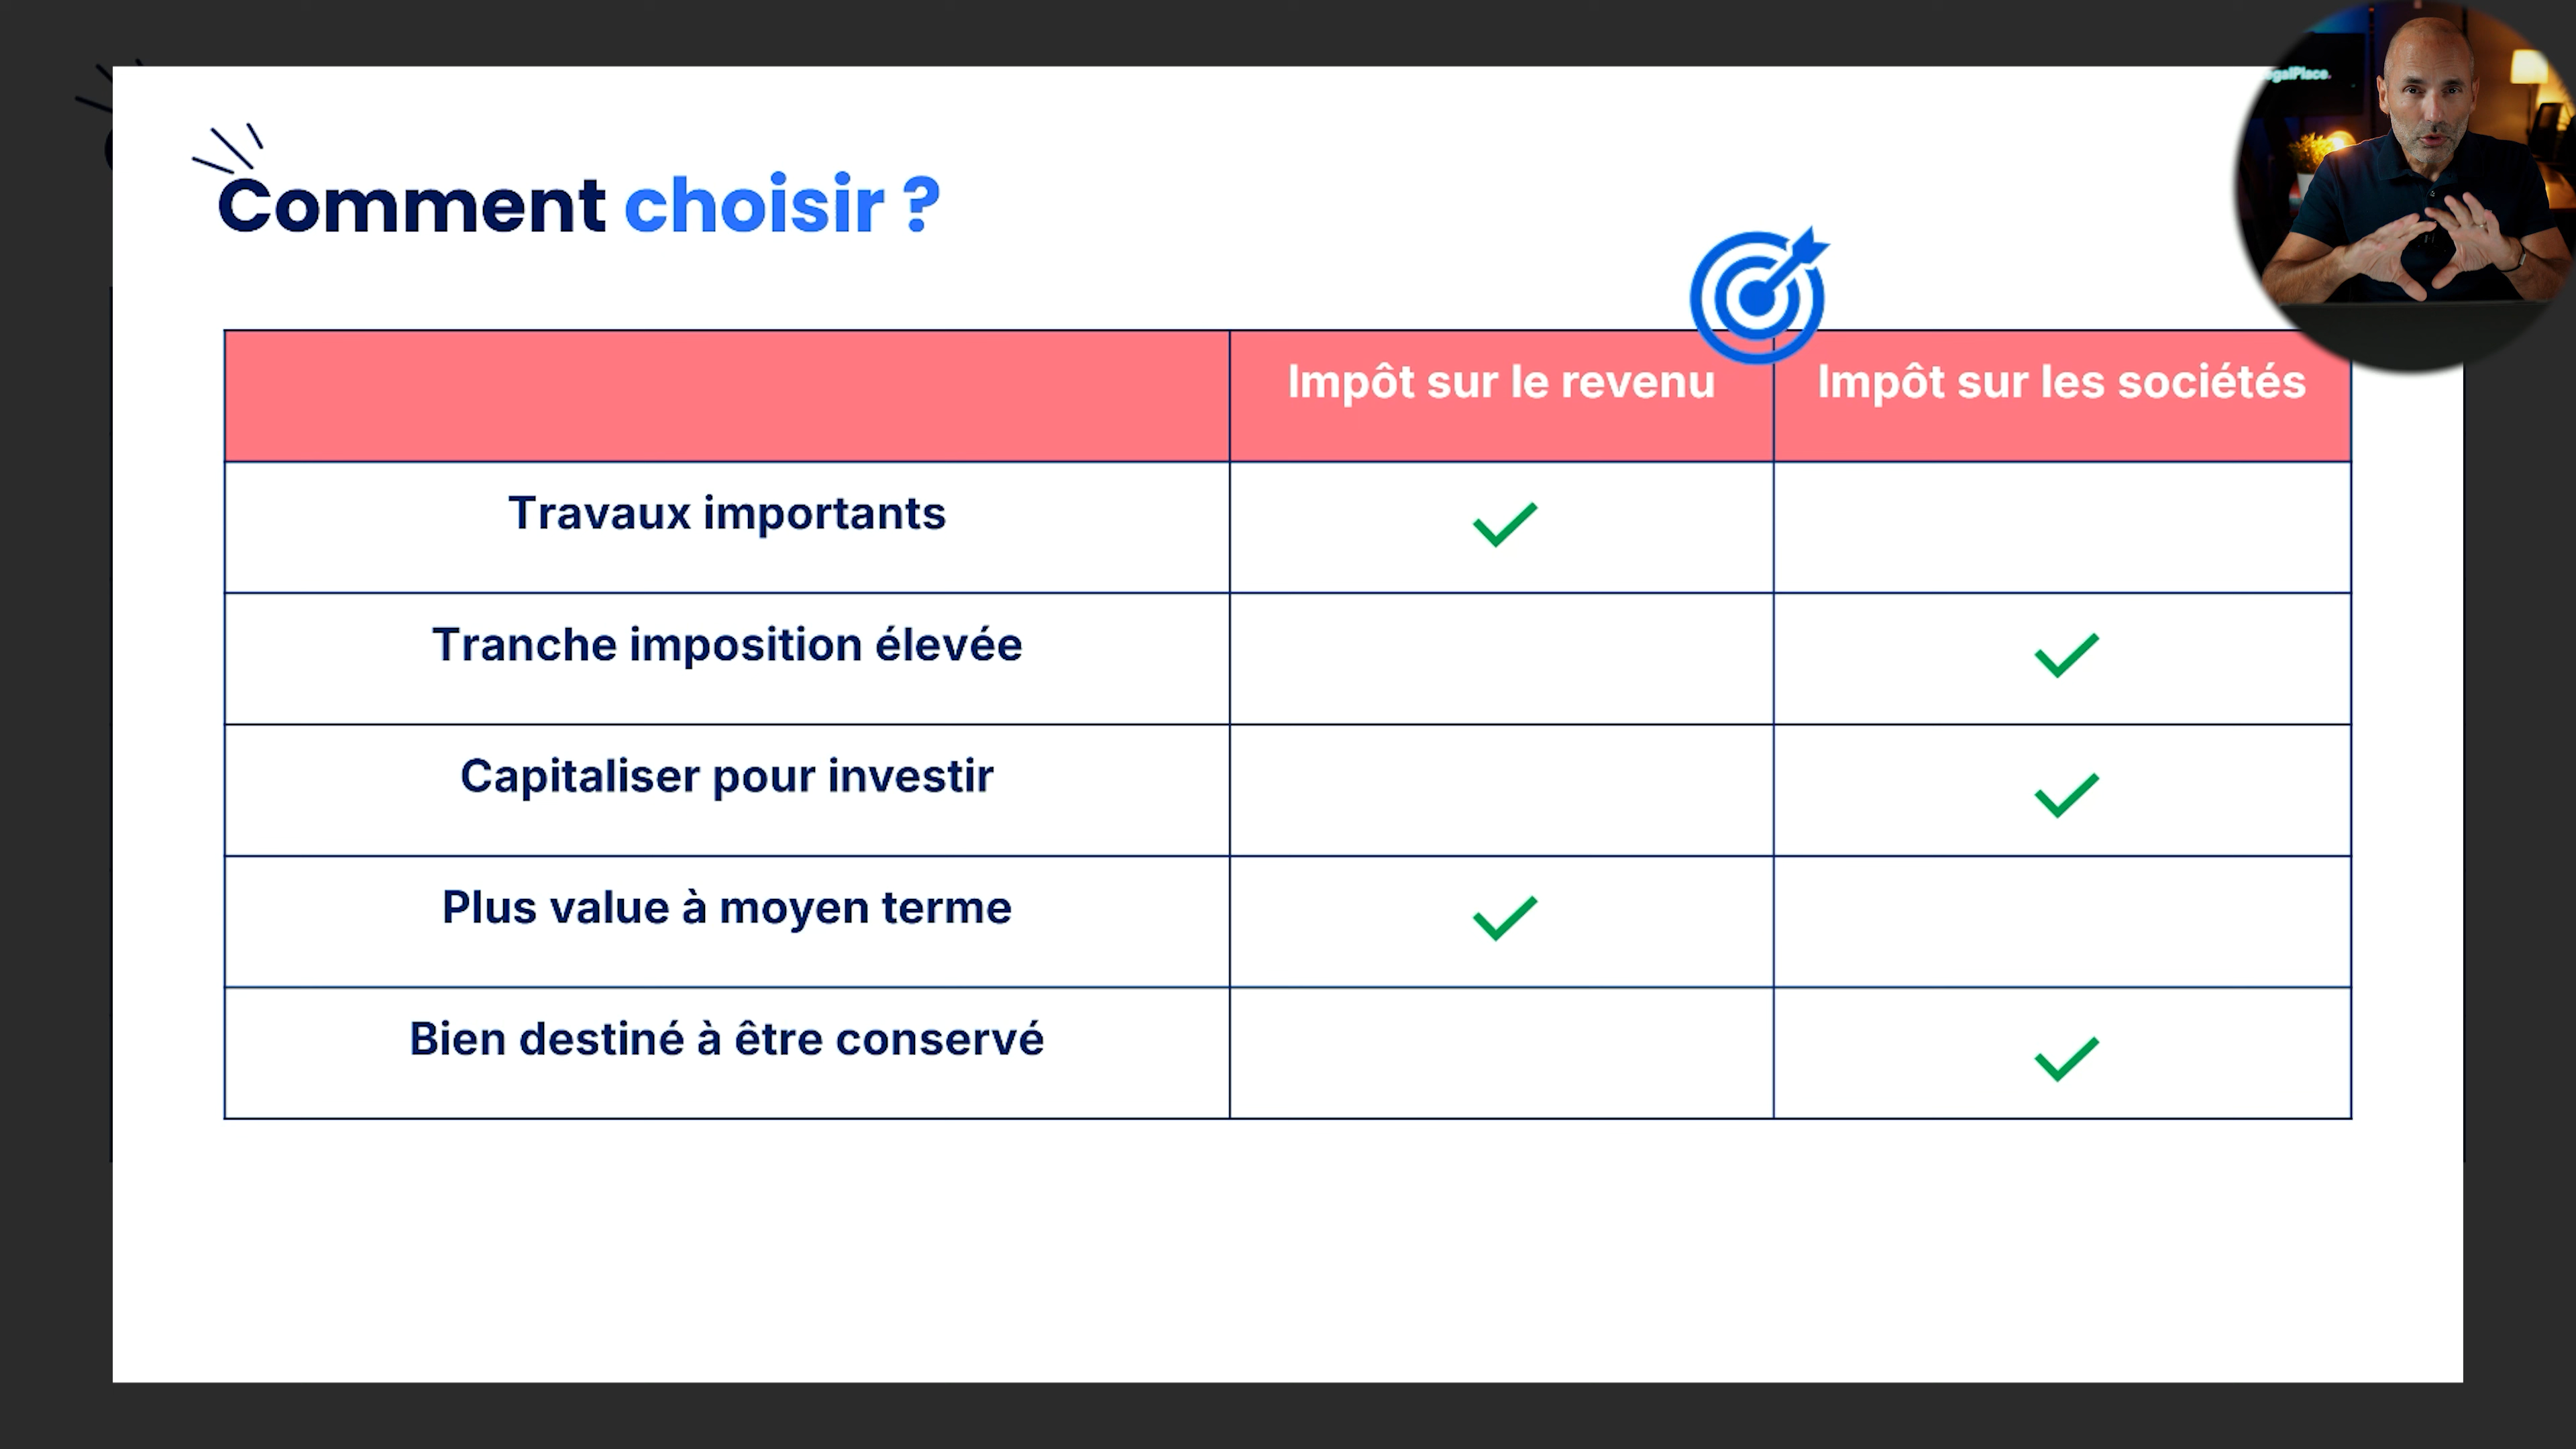 Comment choisir ?
Impôt sur le revenu
Impôt sur les sociétés
Travaux importants
Tranche imposition élevée
Capitaliser pour investir
Plus value à moyen terme
Bien destiné à être conservé